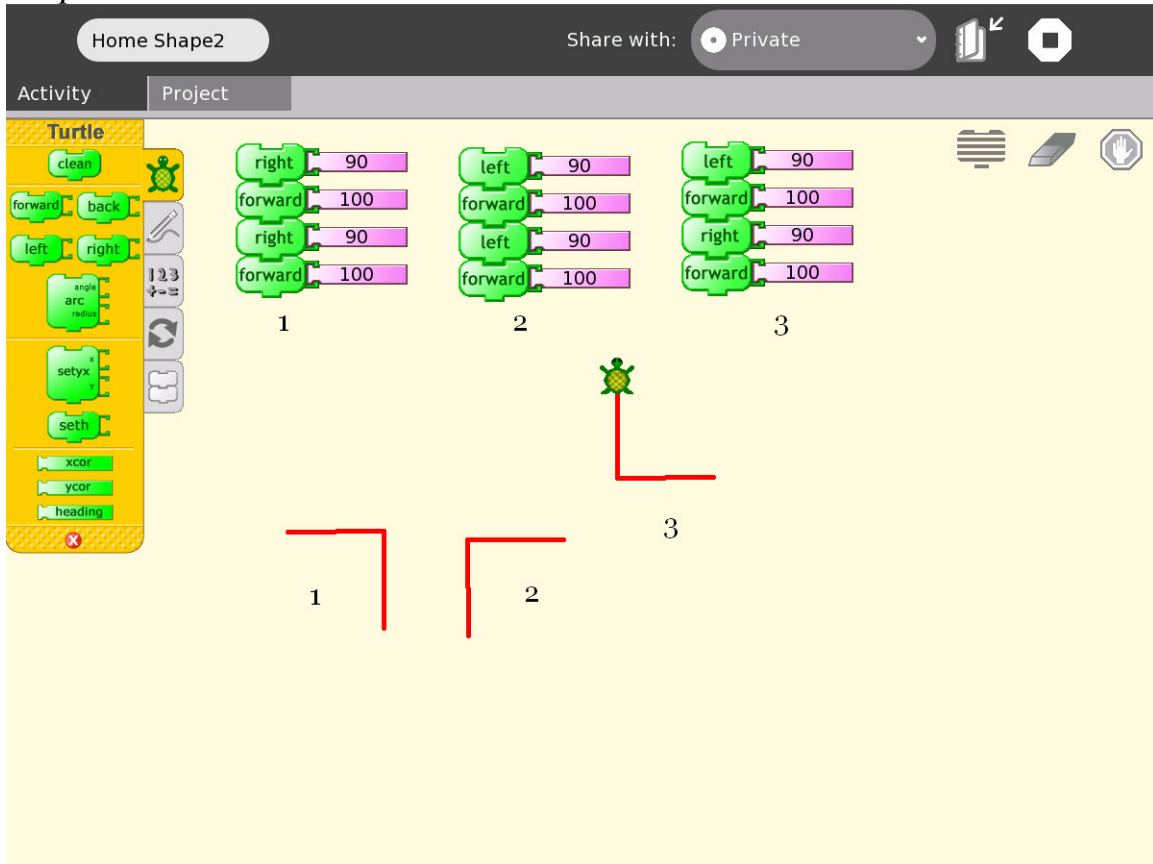 Home Shape2 Share with: Private
Activity Project
Turtle
clean
forward back
left right
angle
arc
radius
x
setyx
y
seth
xcor
ycor
heading
right 90
forward 100
right 90
forward 100
1
left 90
forward 100
left 90
forward 100
2
left 90
forward 100
right 90
forward 100
3
123
+-=
3
1
2